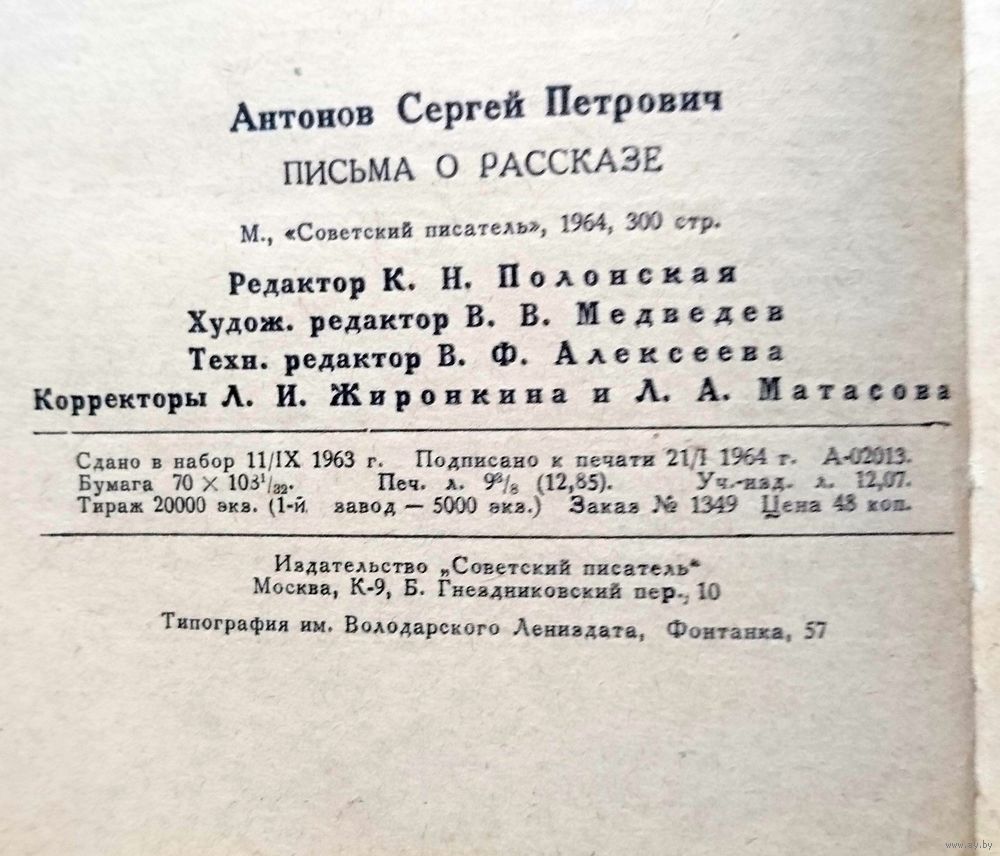 Антонов Сергей Петрович
ПИСЬМА О РАССКАЗЕ
М., «Советский писатель», 1964, 300 стр.
Редактор К. Н. Полонская
Худож. редактор В. В. Медведев
Техн. редактор В. Ф. Алексеева
Корректоры Л. И. Жиронкина и Л. А. Матасова
Сдано в набор 11/IX 1963 г. Подписано к печати 21/I 1964 г. А-02013.
Бумага 70 × 103¹/₃₂. Печ. л. 9³/₈ (12,85). Уч.-изд. л. 12,07.
Тираж 20000 экз. (1-й завод — 5000 экз.) Заказ № 1349 Цена 48 коп.
Издательство „Советский писатель“
Москва, К-9, Б. Гнездниковский пер., 10
Типография им. Володарского Лениздата, Фонтанка, 57
www.ay.by